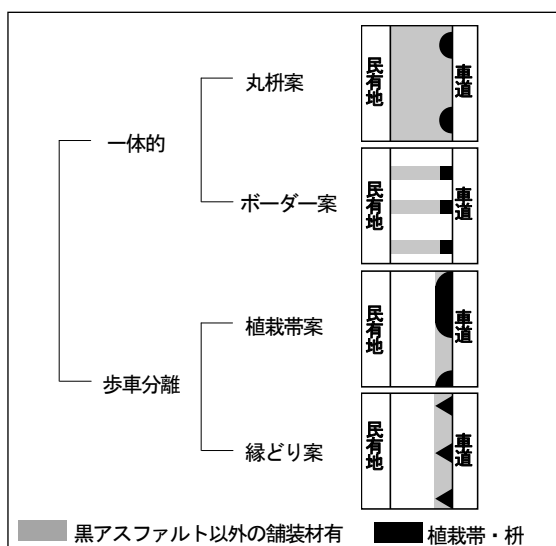 丸枡案
民有地
車道
一体的
ボーダー案
民有地
車道
植栽帯案
民有地
車道
歩車分離
縁どり案
民有地
車道
黒アスファルト以外の舗装材有
植栽帯・枡